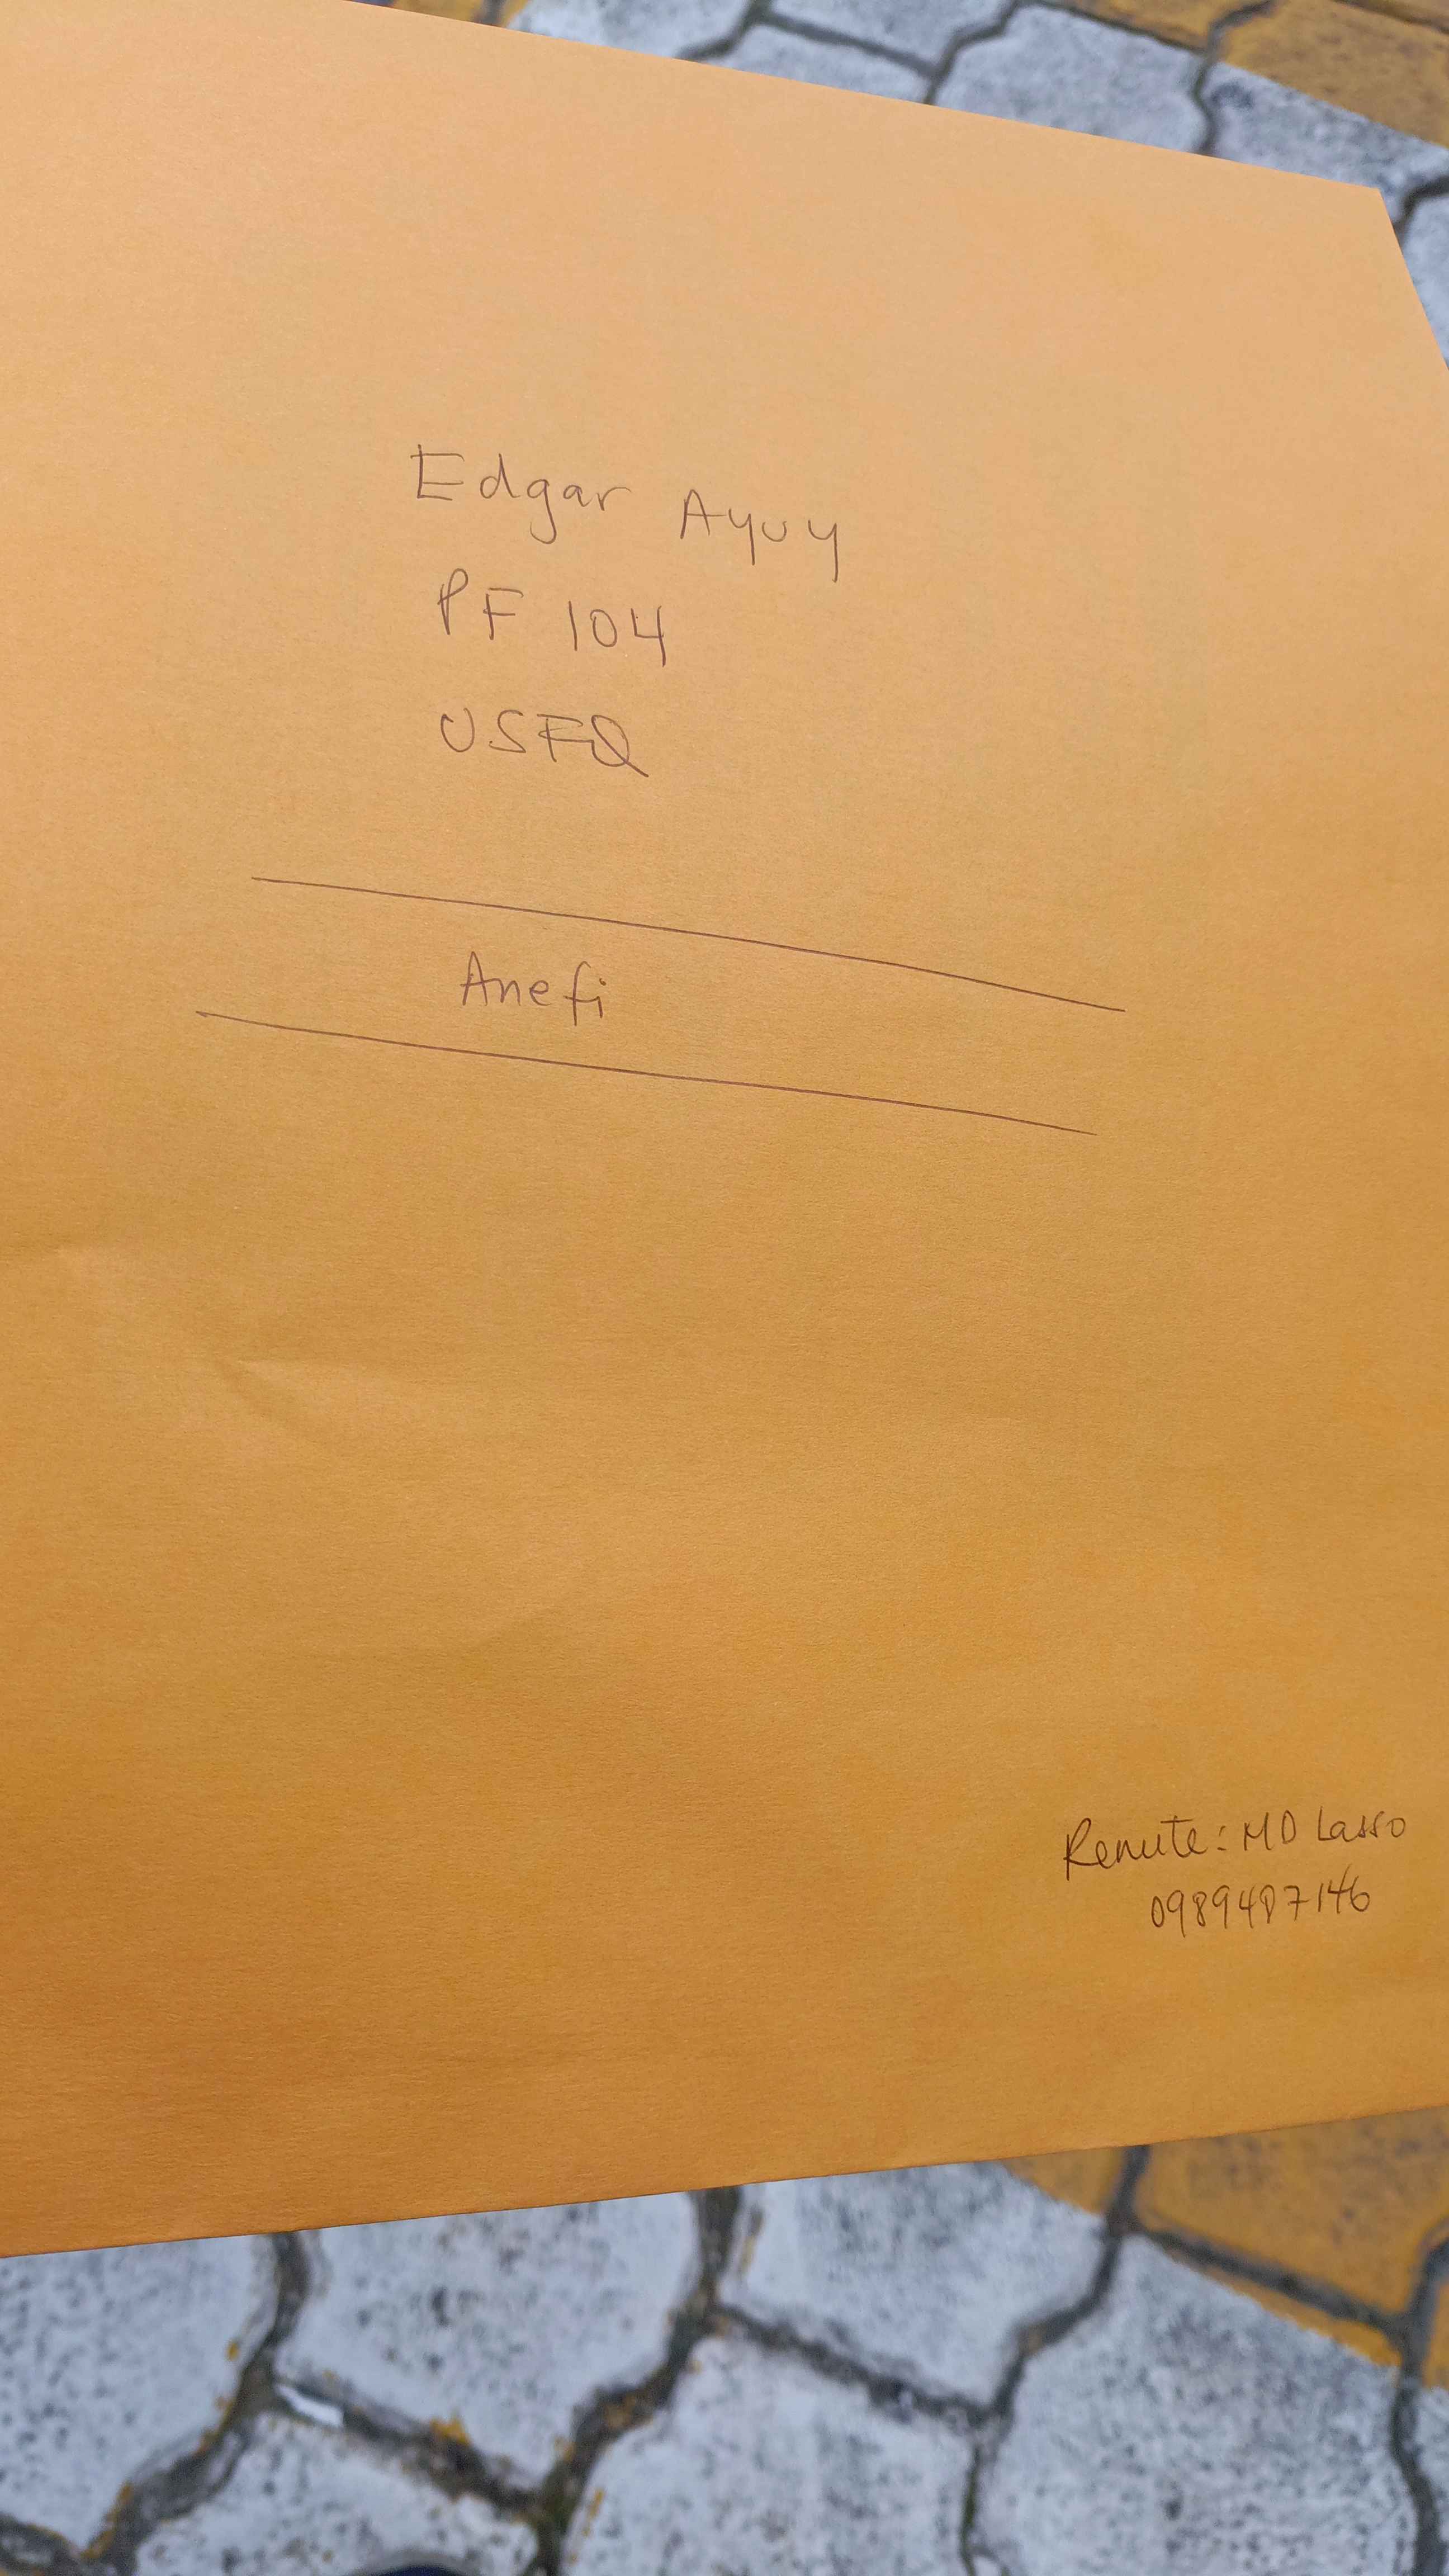 Edgar Ayuy
PF 104
USFQ
Anefi
Remite: MD Lasso
0989487146